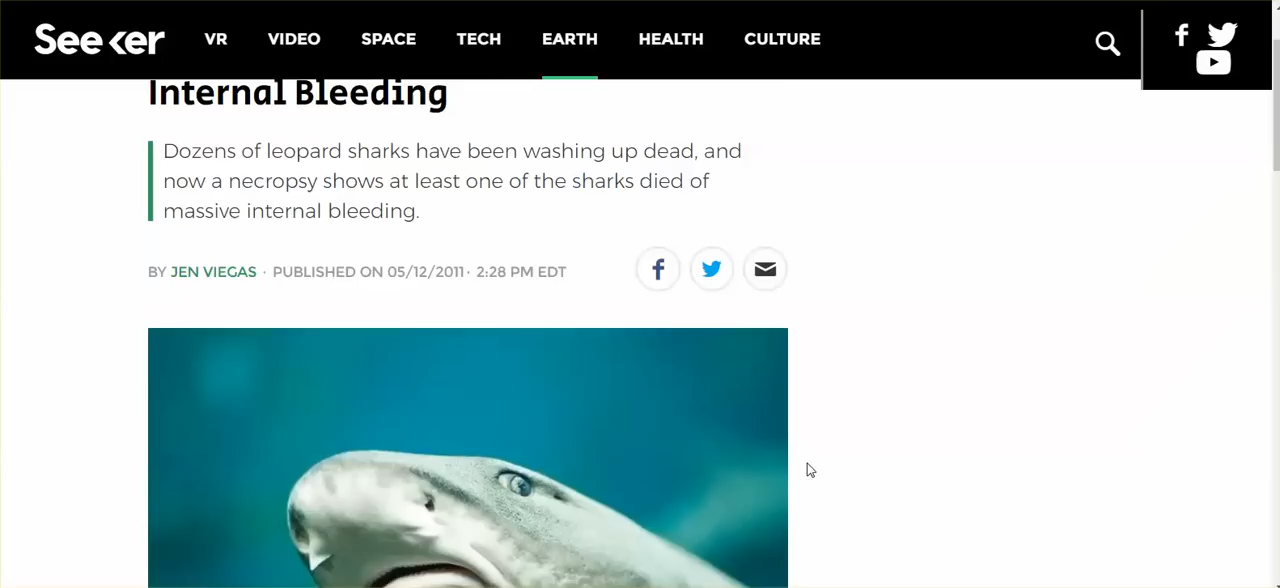 Seeker VR VIDEO SPACE TECH EARTH HEALTH CULTURE
Internal Bleeding
Dozens of leopard sharks have been washing up dead, and
now a necropsy shows at least one of the sharks died of
massive internal bleeding.
BY JEN VIEGAS · PUBLISHED ON 05/12/2011 · 2:28 PM EDT